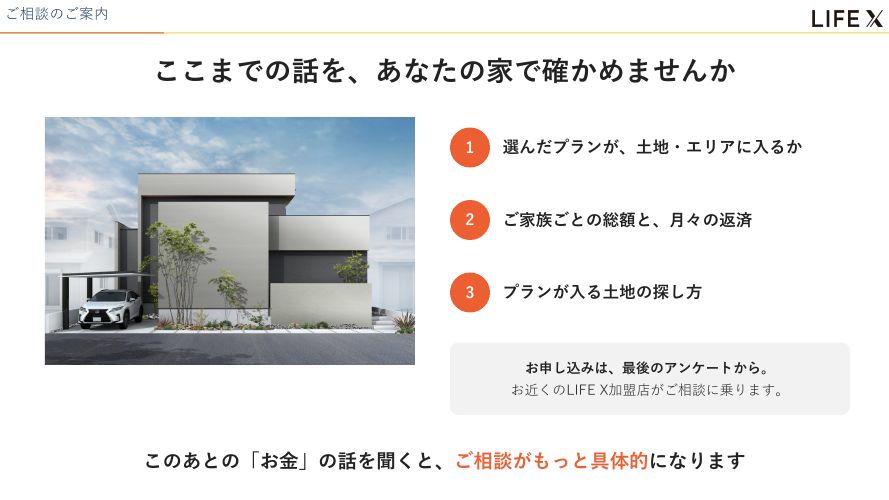 ご相談のご案内
LIFE X
ここまでの話を、あなたの家で確かめませんか
1 選んだプランが、土地・エリアに入るか
2 ご家族ごとの総額と、月々の返済
3 プランが入る土地の探し方
お申し込みは、最後のアンケートから。
お近くのLIFE X加盟店がご相談に乗ります。
このあとの「お金」の話を聞くと、ご相談がもっと具体的になります